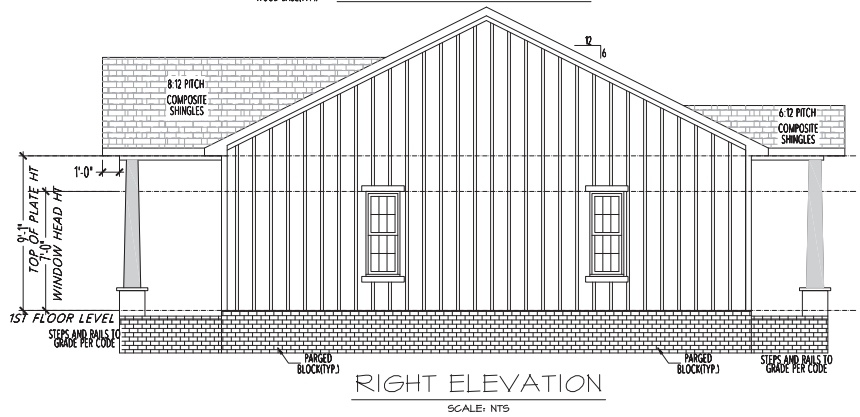 12
6
8:12 PITCH
COMPOSITE
SHINGLES
6:12 PITCH
COMPOSITE
SHINGLES
1'-0"
9'-1"
TOP OF PLATE HT
7'-0"
WINDOW HEAD HT
1ST FLOOR LEVEL
STEPS AND RAILS TO
GRADE PER CODE
PARGED
BLOCK(TYP.)
PARGED
BLOCK(TYP.)
STEPS AND RAILS TO
GRADE PER CODE
RIGHT ELEVATION
SCALE: NTS